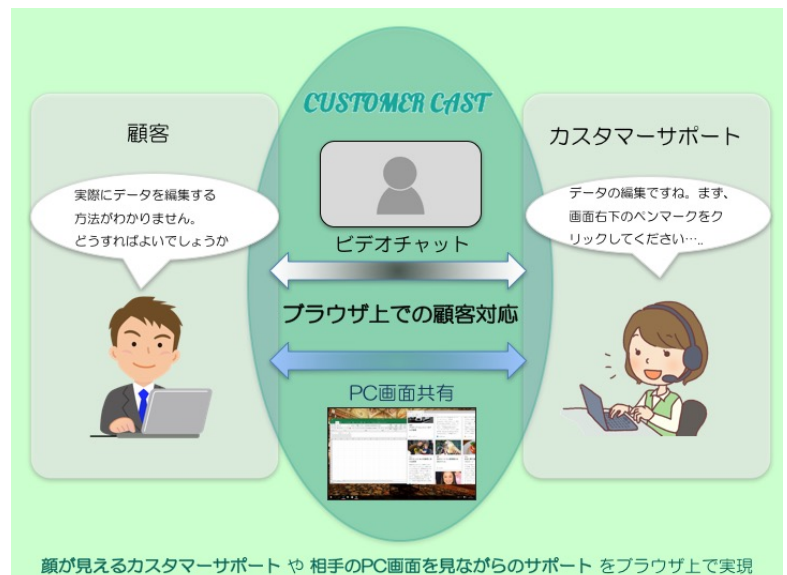 CUSTOMER CAST
顧客
実際にデータを編集する
方法がわかりません。
どうすればよいでしょうか
ビデオチャット
ブラウザ上での顧客対応
PC画面共有
カスタマーサポート
データの編集ですね。まず、
画面右下のペンマークをク
リックしてください…..
顔が見えるカスタマーサポート や 相手のPC画面を見ながらのサポート をブラウザ上で実現